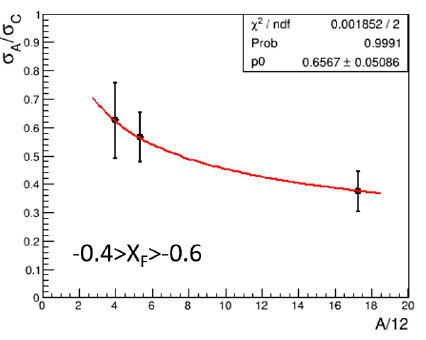 σA/σC
χ² / ndf 0.001852 / 2
Prob 0.9991
p0 0.6567 ± 0.05086
1
0.9
0.8
0.7
0.6
0.5
0.4
0.3
0.2
0.1
0
-0.4>XF>-0.6
0 2 4 6 8 10 12 14 16 18 20
A/12